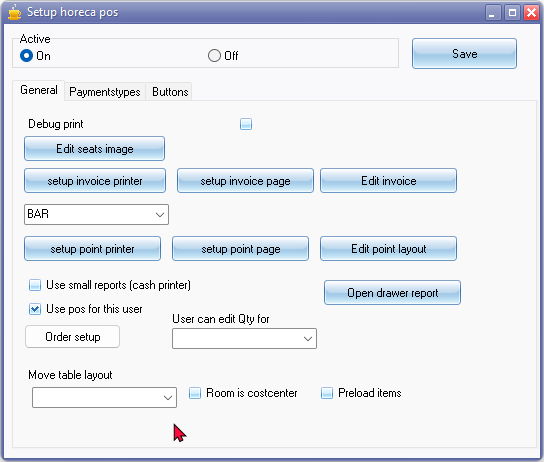 Setup horeca pos
Active
On Off
Save
General Paymentstypes Buttons
Debug print
Edit seats image
setup invoice printer setup invoice page Edit invoice
BAR
setup point printer setup point page Edit point layout
Use small reports (cash printer)
Open drawer report
Use pos for this user
User can edit Qty for
Order setup
Move table layout
Room is costcenter Preload items